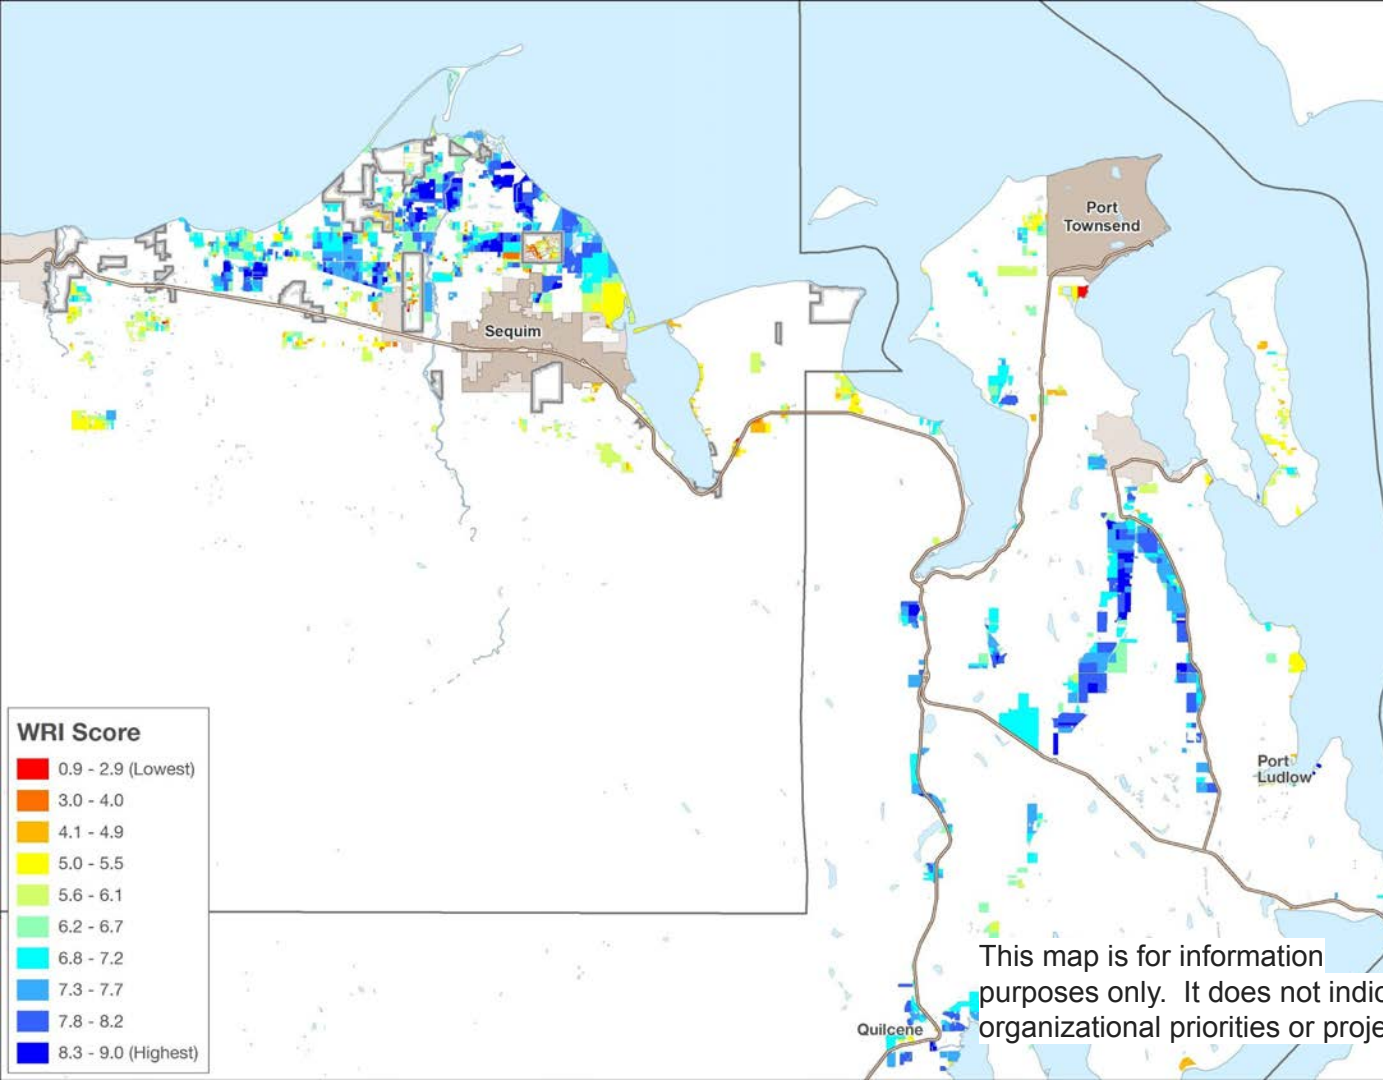 Port
Townsend
Sequim
WRI Score
0.9 - 2.9 (Lowest)
3.0 - 4.0
4.1 - 4.9
5.0 - 5.5
5.6 - 6.1
6.2 - 6.7
6.8 - 7.2
7.3 - 7.7
7.8 - 8.2
8.3 - 9.0 (Highest)
Port
Ludlow
Quilcene
This map is for information
purposes only.  It does not indic
organizational priorities or proje